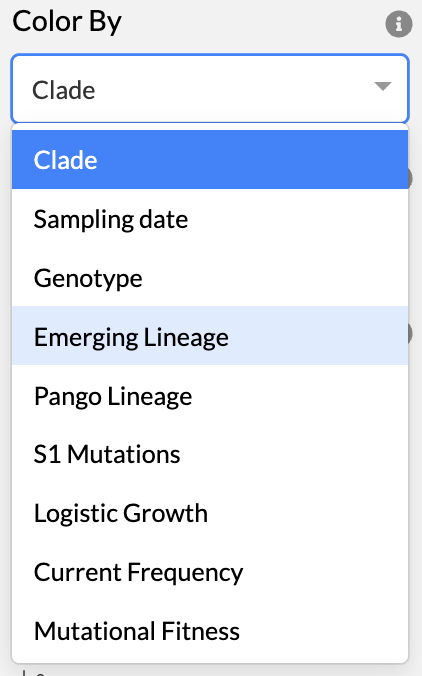 Color By
Clade
Clade
Sampling date
Genotype
Emerging Lineage
Pango Lineage
S1 Mutations
Logistic Growth
Current Frequency
Mutational Fitness